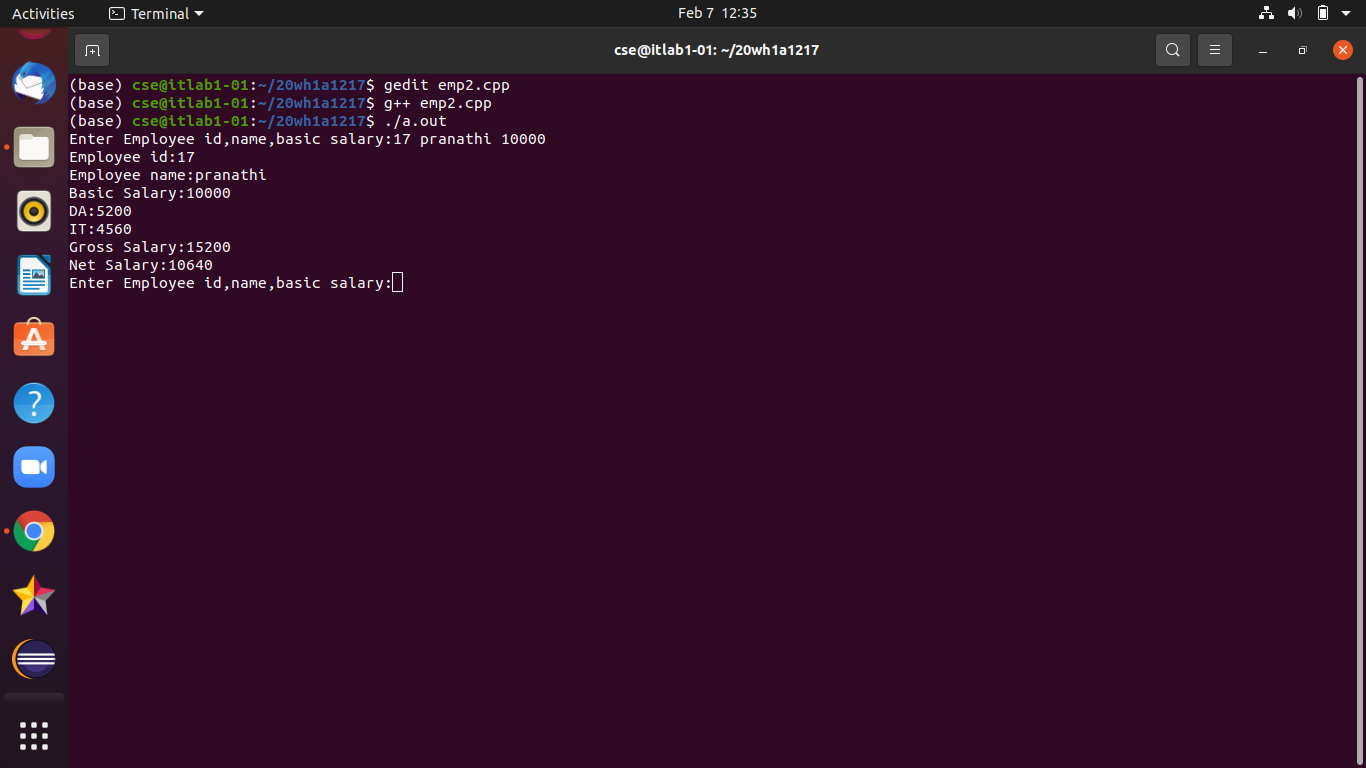 Activities Terminal Feb 7 12:35
cse@itlab1-01: ~/20wh1a1217
(base) cse@itlab1-01:~/20wh1a1217$ gedit emp2.cpp
(base) cse@itlab1-01:~/20wh1a1217$ g++ emp2.cpp
(base) cse@itlab1-01:~/20wh1a1217$ ./a.out
Enter Employee id,name,basic salary:17 pranathi 10000
Employee id:17
Employee name:pranathi
Basic Salary:10000
DA:5200
IT:4560
Gross Salary:15200
Net Salary:10640
Enter Employee id,name,basic salary: